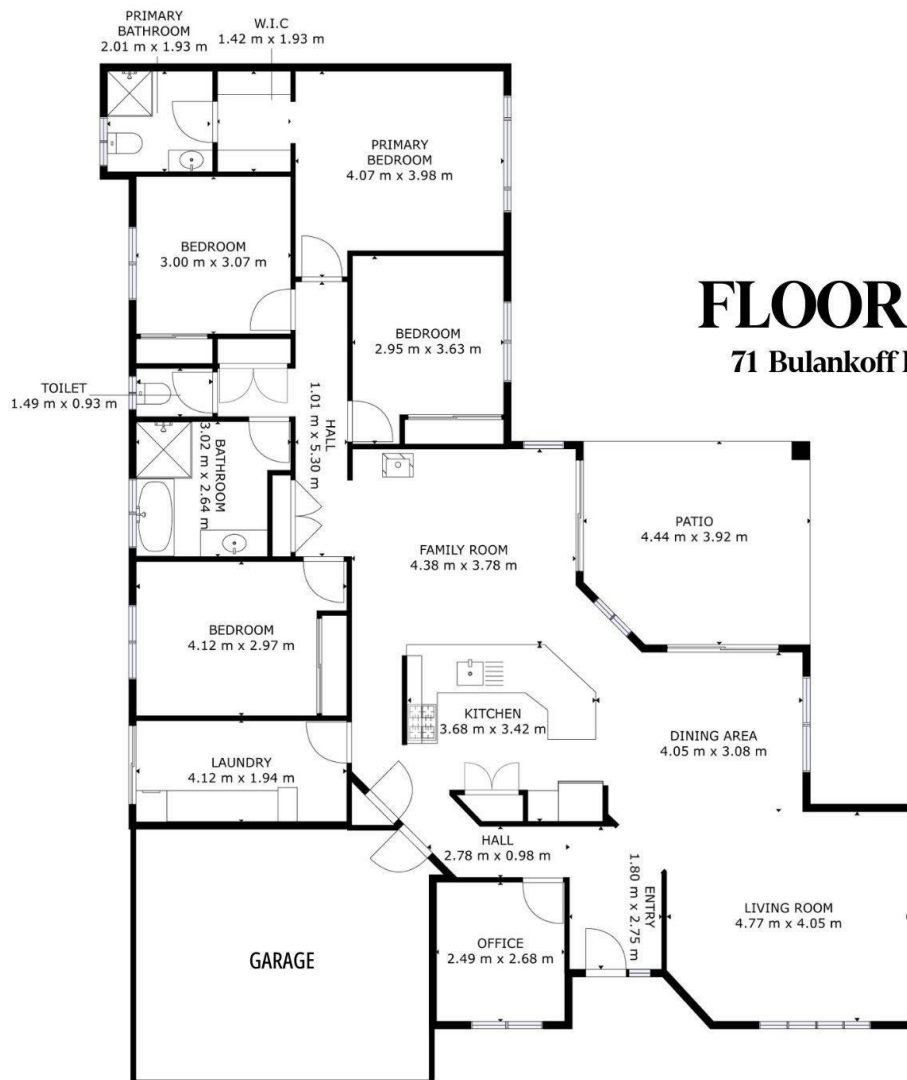 PRIMARY
BATHROOM
2.01 m x 1.93 m
W.I.C
1.42 m x 1.93 m
PRIMARY
BEDROOM
4.07 m x 3.98 m
BEDROOM
3.00 m x 3.07 m
BEDROOM
2.95 m x 3.63 m
FLOOR
71 Bulankoff
TOILET
1.49 m x 0.93 m
HALL
1.01 m x 5.30 m
BATHROOM
3.02 m x 2.64 m
FAMILY ROOM
4.38 m x 3.78 m
PATIO
4.44 m x 3.92 m
BEDROOM
4.12 m x 2.97 m
KITCHEN
3.68 m x 3.42 m
DINING AREA
4.05 m x 3.08 m
LAUNDRY
4.12 m x 1.94 m
HALL
2.78 m x 0.98 m
ENTRY
1.80 m x 2.75 m
LIVING ROOM
4.77 m x 4.05 m
OFFICE
2.49 m x 2.68 m
GARAGE